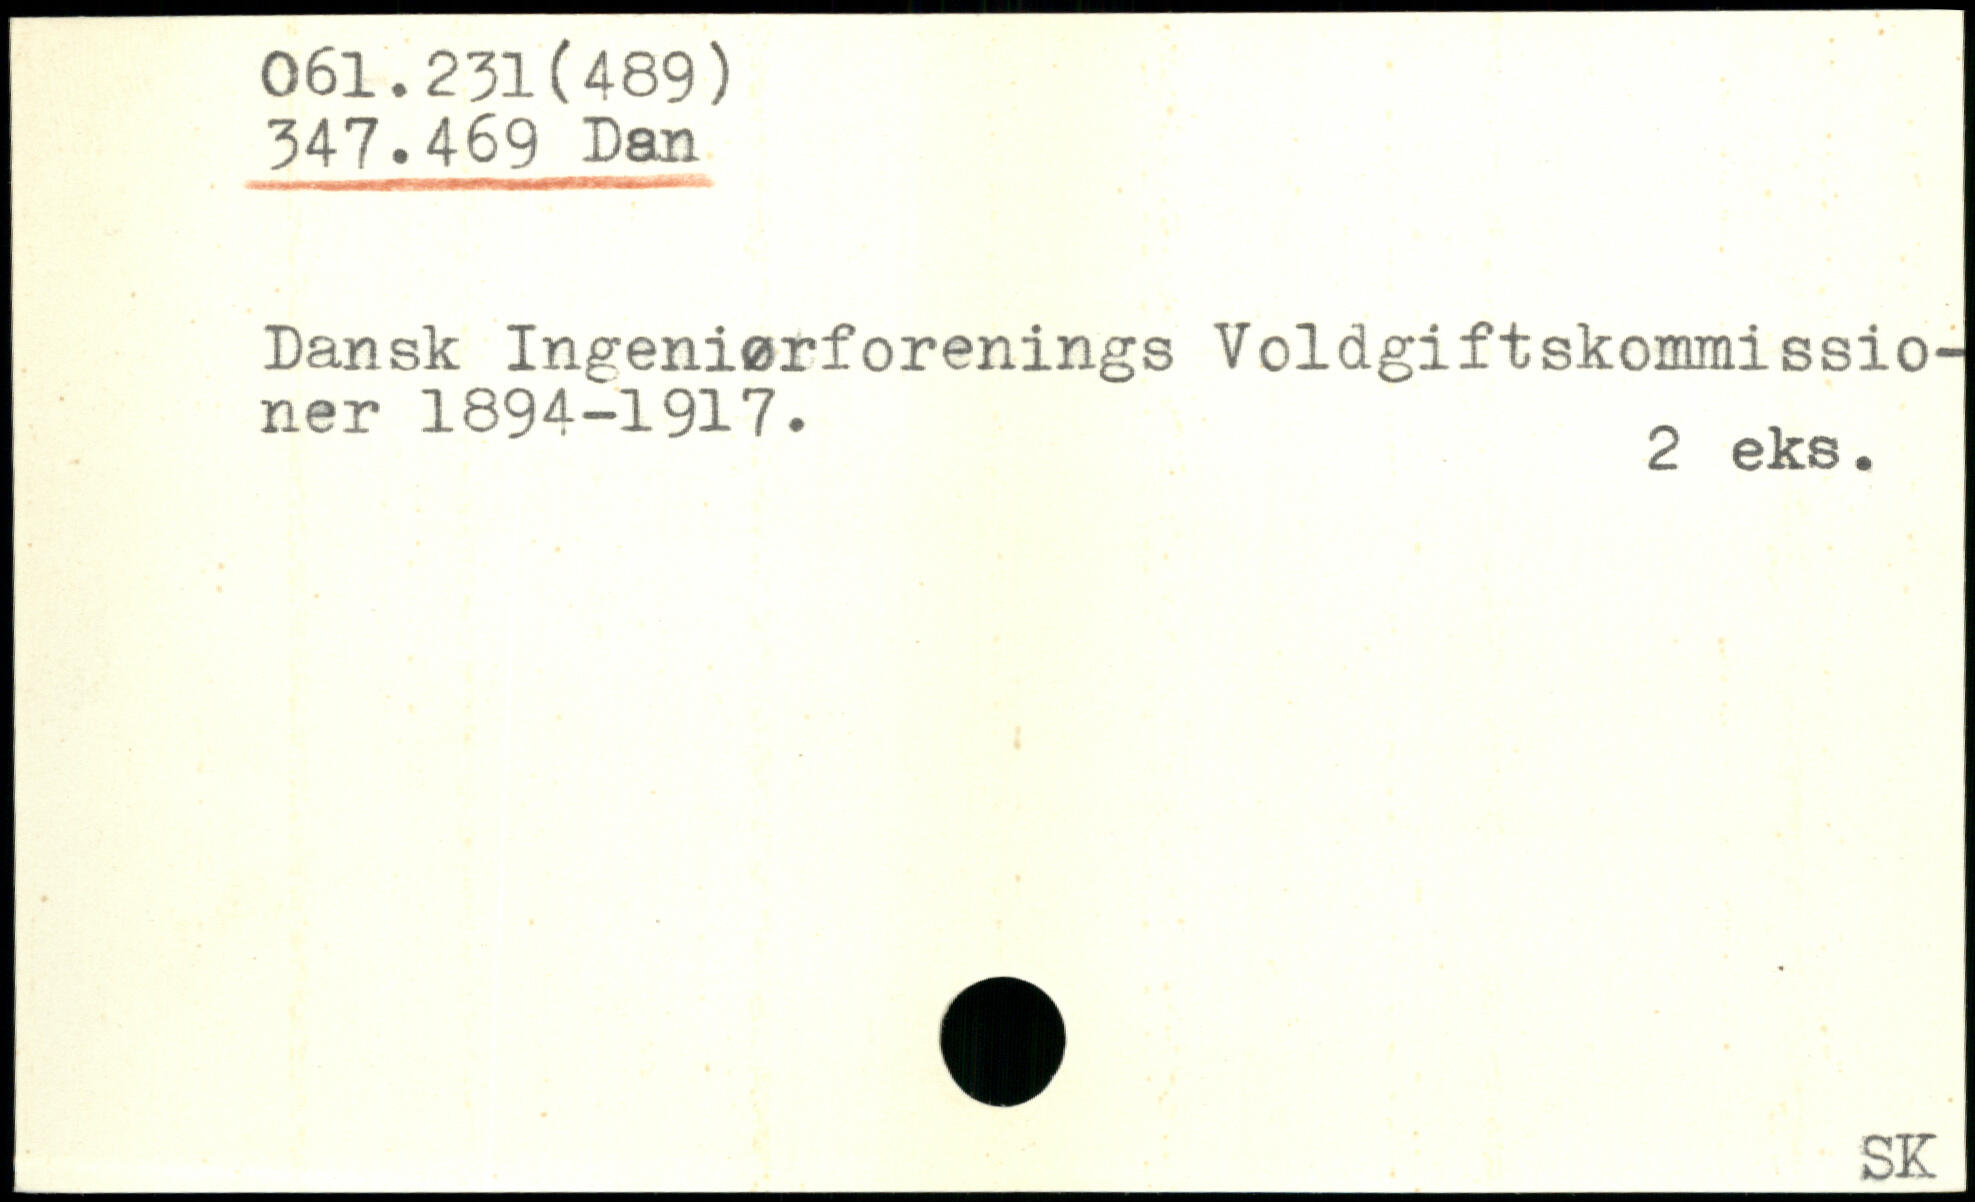 061.231(489)
347.469 Dan
Dansk Ingeniørforenings Voldgiftskommissio-
ner 1894-1917.
2 eks.
SK